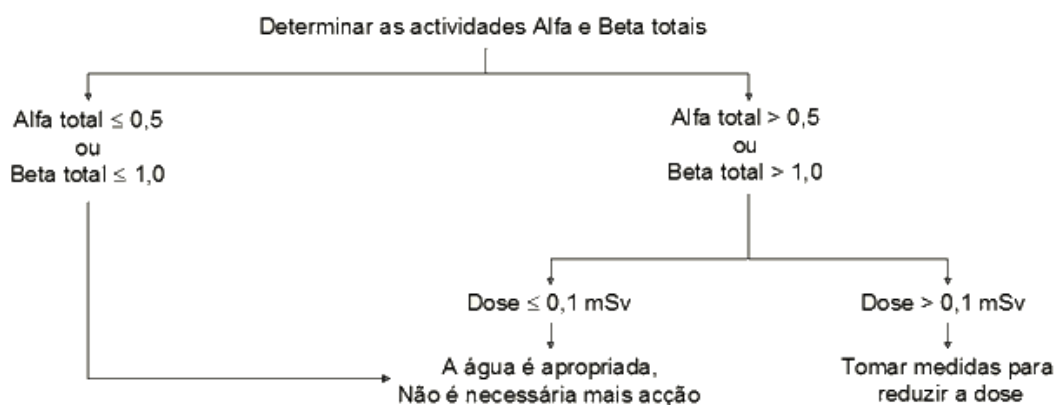 Determinar as actividades Alfa e Beta totais
Alfa total ≤ 0,5
ou
Beta total ≤ 1,0
Alfa total > 0,5
ou
Beta total > 1,0
Dose ≤ 0,1 mSv
Dose > 0,1 mSv
A água é apropriada,
Não é necessária mais acção
Tomar medidas para
reduzir a dose